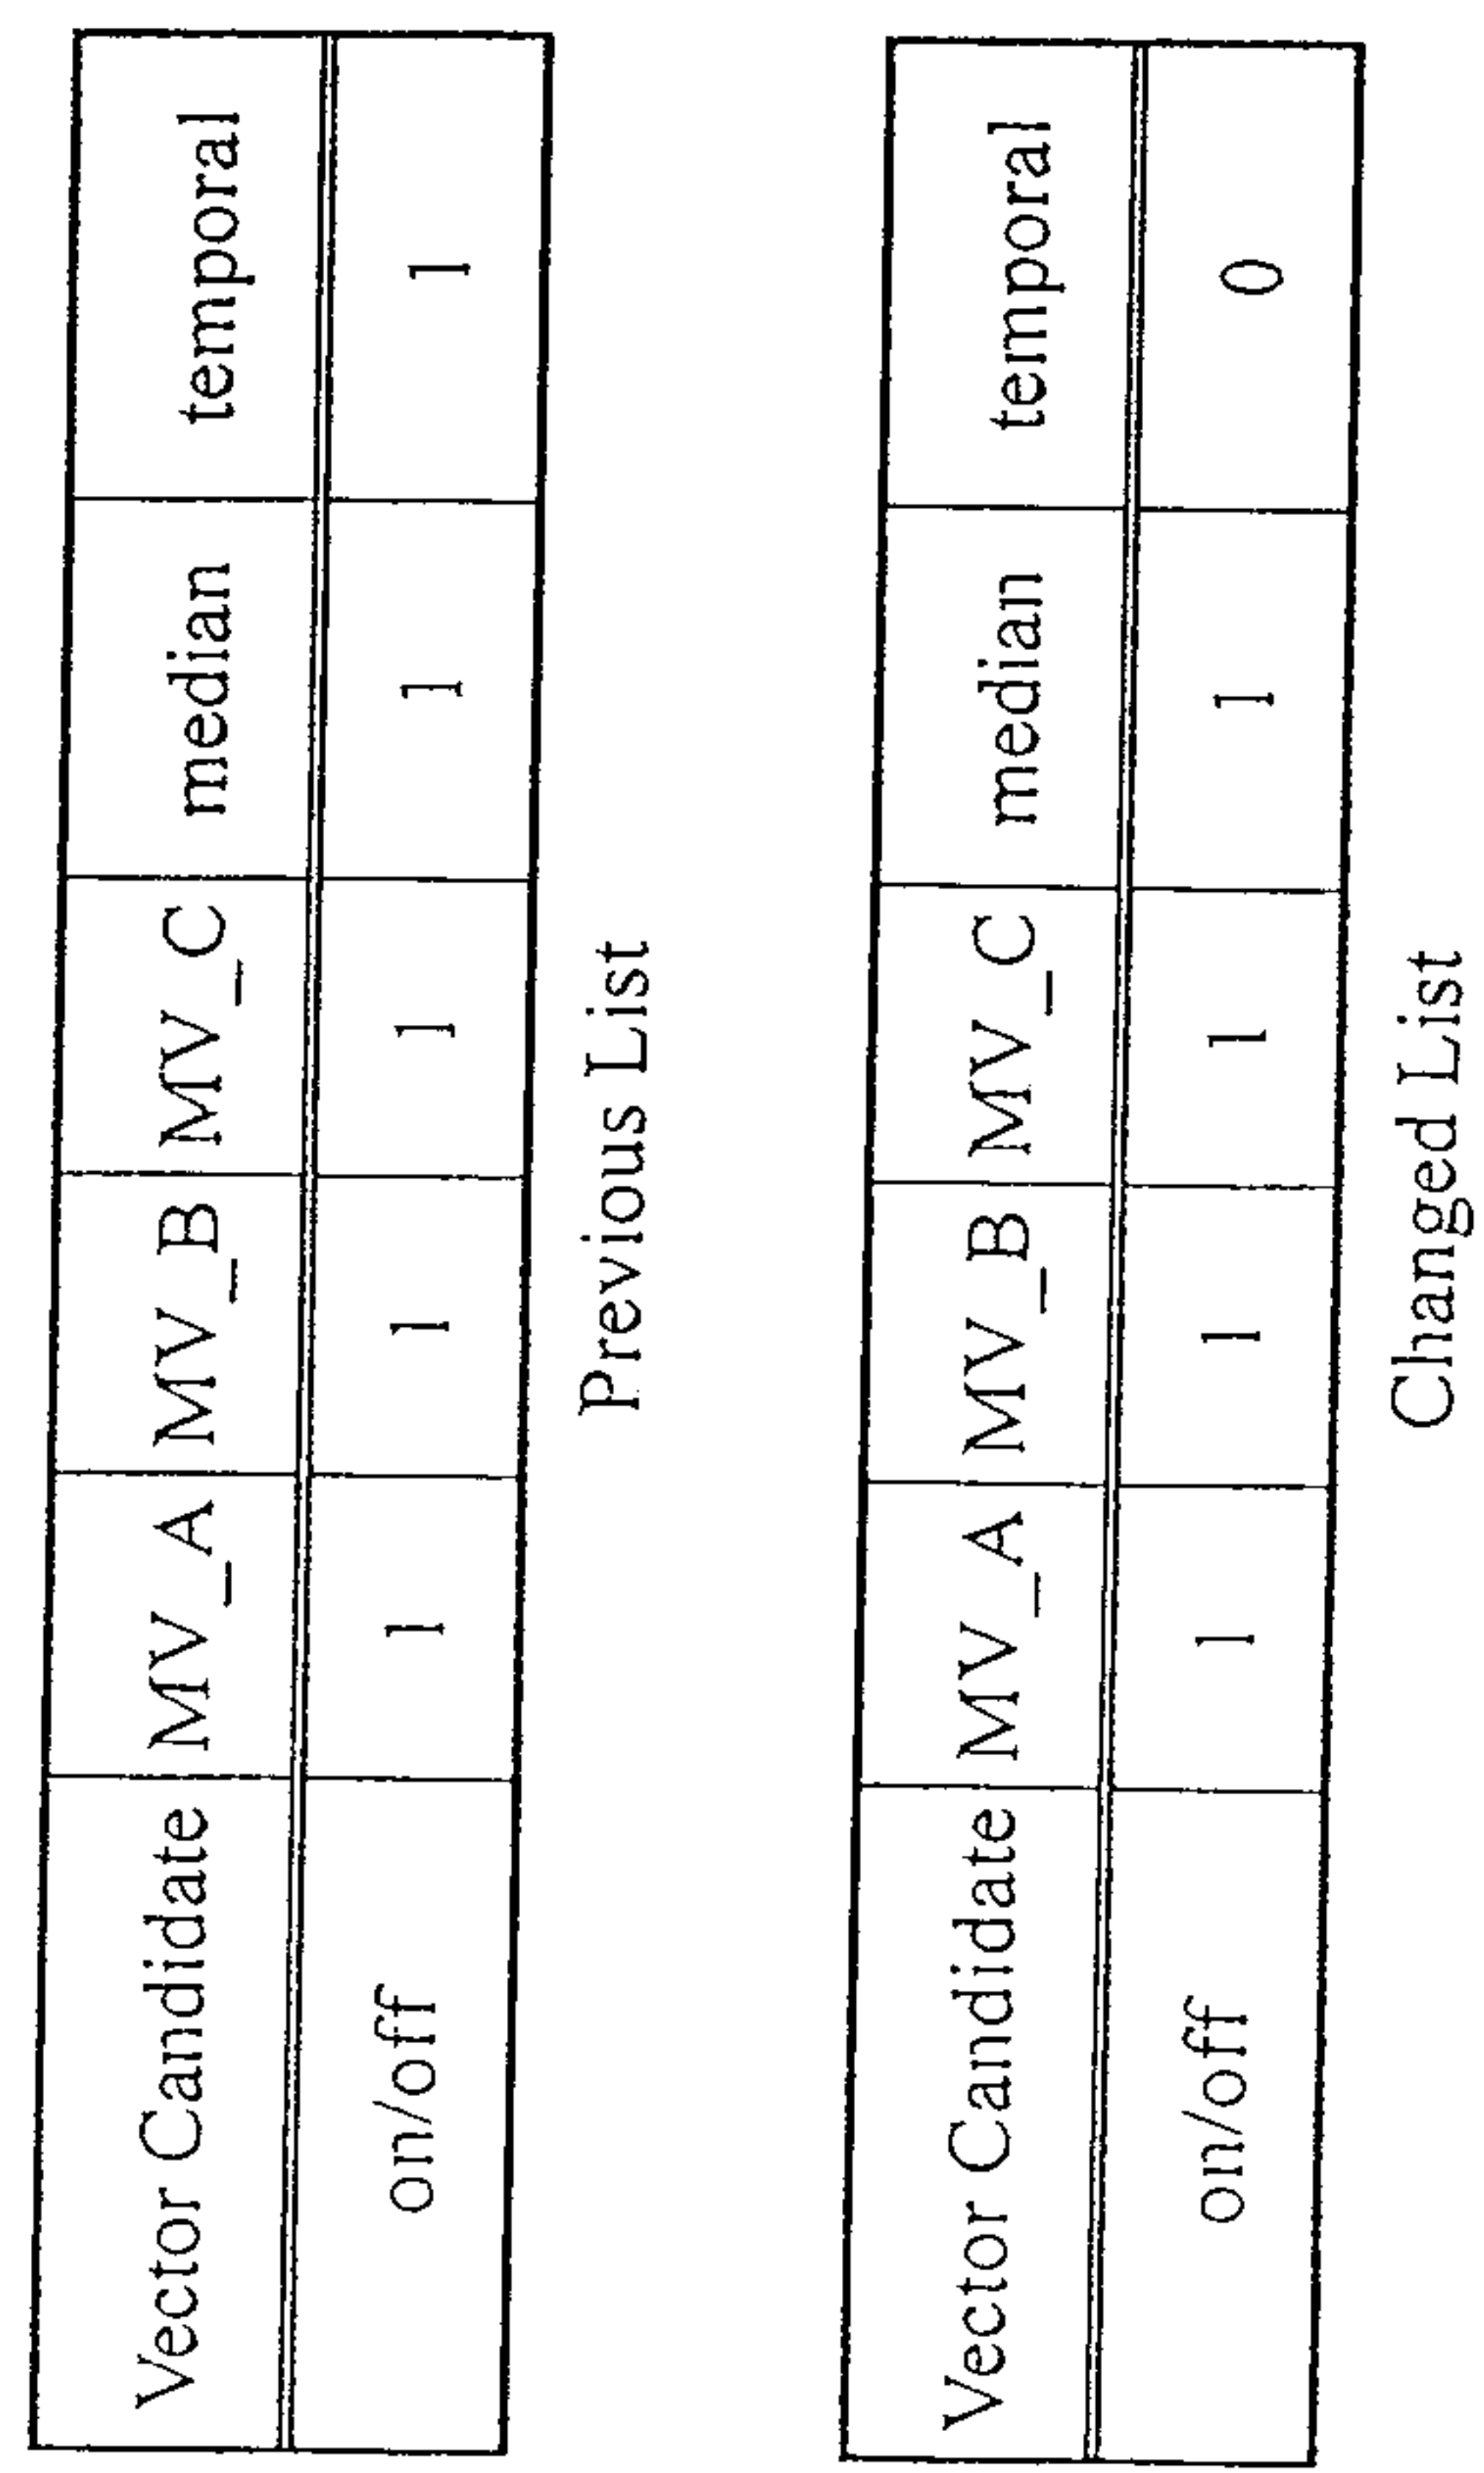 Vector Candidate MV_A MV_B MV_C median temporal
on/off 1 1 1 1 1
Previous List
Vector Candidate MV_A MV_B MV_C median temporal
on/off 1 1 1 1 0
Changed List